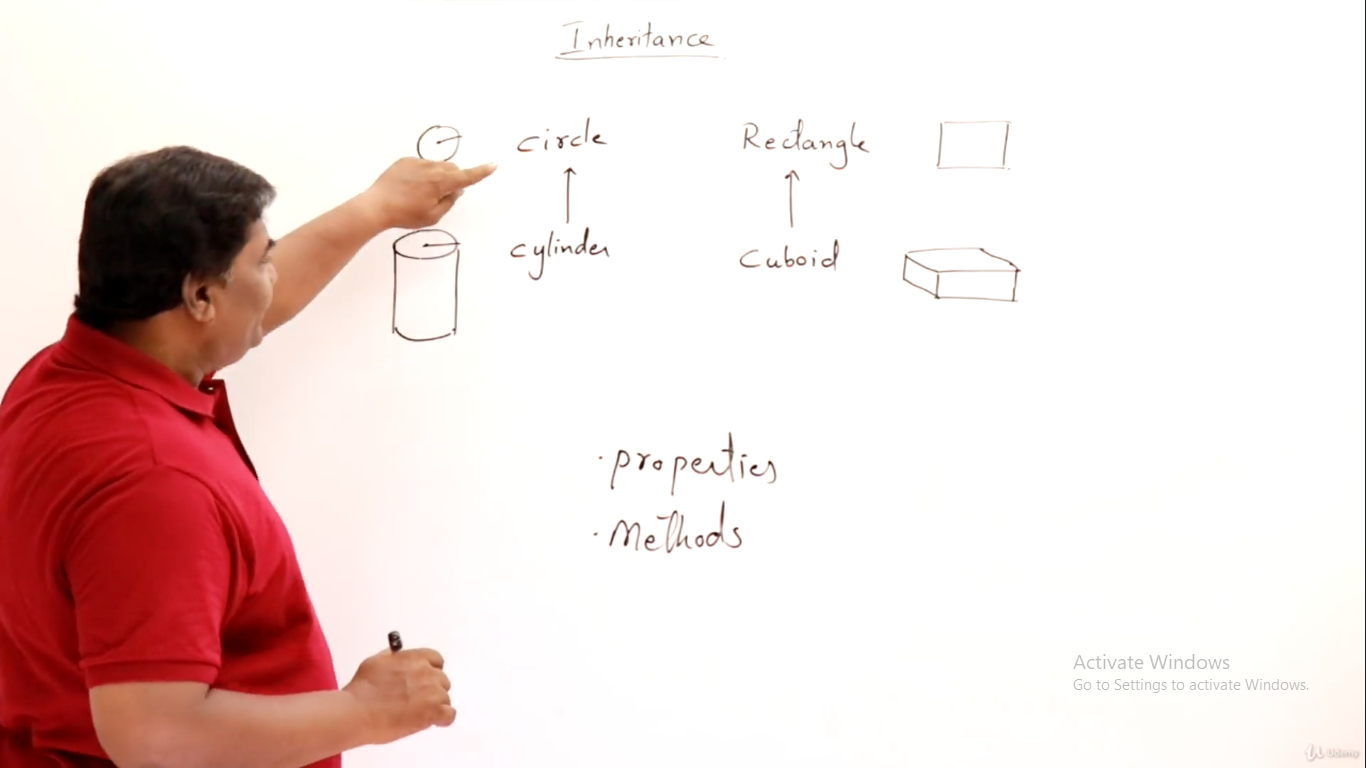 Inheritance
circle
Rectangle
cylinder
Cuboid
· properties
· Methods
Activate Windows
Go to Settings to activate Windows.
Udemy